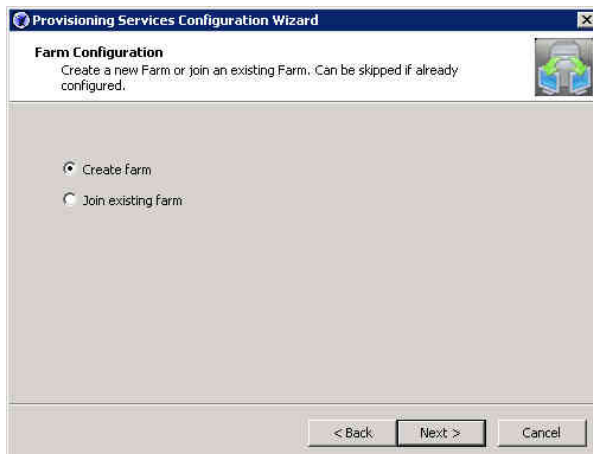 Provisioning Services Configuration Wizard
Farm Configuration
Create a new Farm or join an existing Farm. Can be skipped if already
configured.
Create farm
Join existing farm
< Back
Next >
Cancel